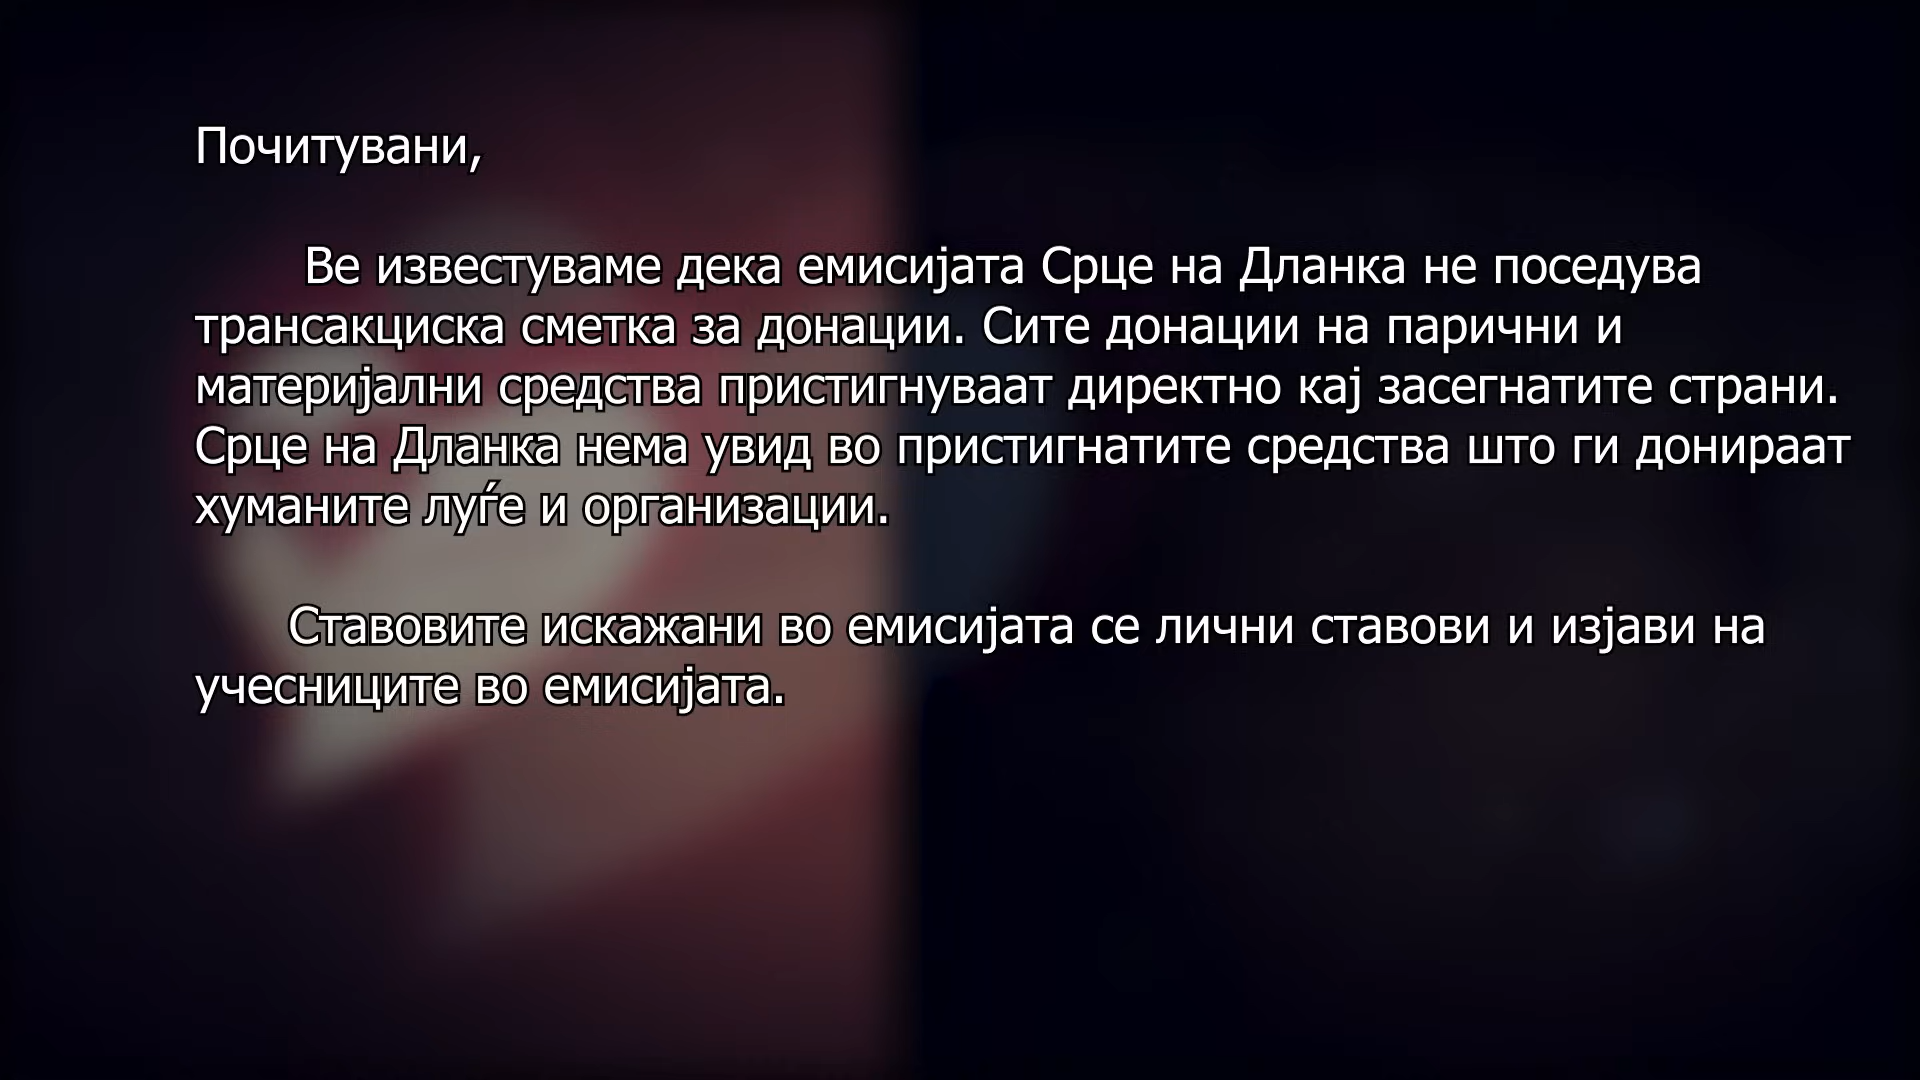 Почитувани,
Ве известуваме дека емисијата Срце на Дланка не поседува
трансакциска сметка за донации. Сите донации на парични и
материјални средства пристигнуваат директно кај засегнатите страни.
Срце на Дланка нема увид во пристигнатите средства што ги донираат
хуманите луѓе и организации.
Ставовите искажани во емисијата се лични ставови и изјави на
учесниците во емисијата.